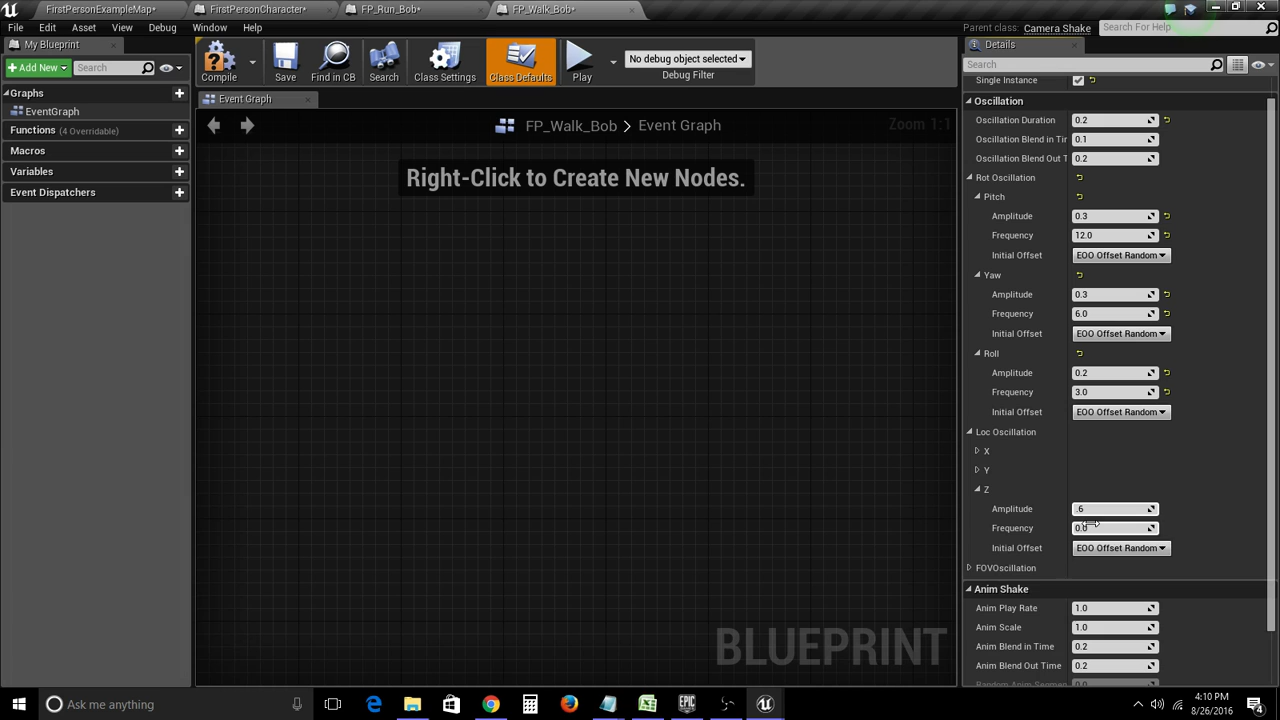 FirstPersonExampleMap*
FirstPersonCharacter*
FP_Run_Bob*
FP_Walk_Bob*
File Edit Asset View Debug Window Help
Parent class: Camera Shake
Search For Help
My Blueprint
Add New
Search
Graphs
EventGraph
Functions (4 Overridable)
Macros
Variables
Event Dispatchers
Compile
Save
Find in CB
Search
Class Settings
Class Defaults
Play
No debug object selected
Debug Filter
Event Graph
FP_Walk_Bob > Event Graph
Zoom 1:1
Right-Click to Create New Nodes.
BLUEPRINT
Details
Search
Single Instance
Oscillation
Oscillation Duration 0.2
Oscillation Blend in Tir 0.1
Oscillation Blend Out T 0.2
Rot Oscillation
Pitch
Amplitude 0.3
Frequency 12.0
Initial Offset EOO Offset Random
Yaw
Amplitude 0.3
Frequency 6.0
Initial Offset EOO Offset Random
Roll
Amplitude 0.2
Frequency 3.0
Initial Offset EOO Offset Random
Loc Oscillation
X
Y
Z
Amplitude .6
Frequency 0.0
Initial Offset EOO Offset Random
FOVOscillation
Anim Shake
Anim Play Rate 1.0
Anim Scale 1.0
Anim Blend in Time 0.2
Anim Blend Out Time 0.2
Ask me anything
EPIC
4:10 PM
8/26/2016